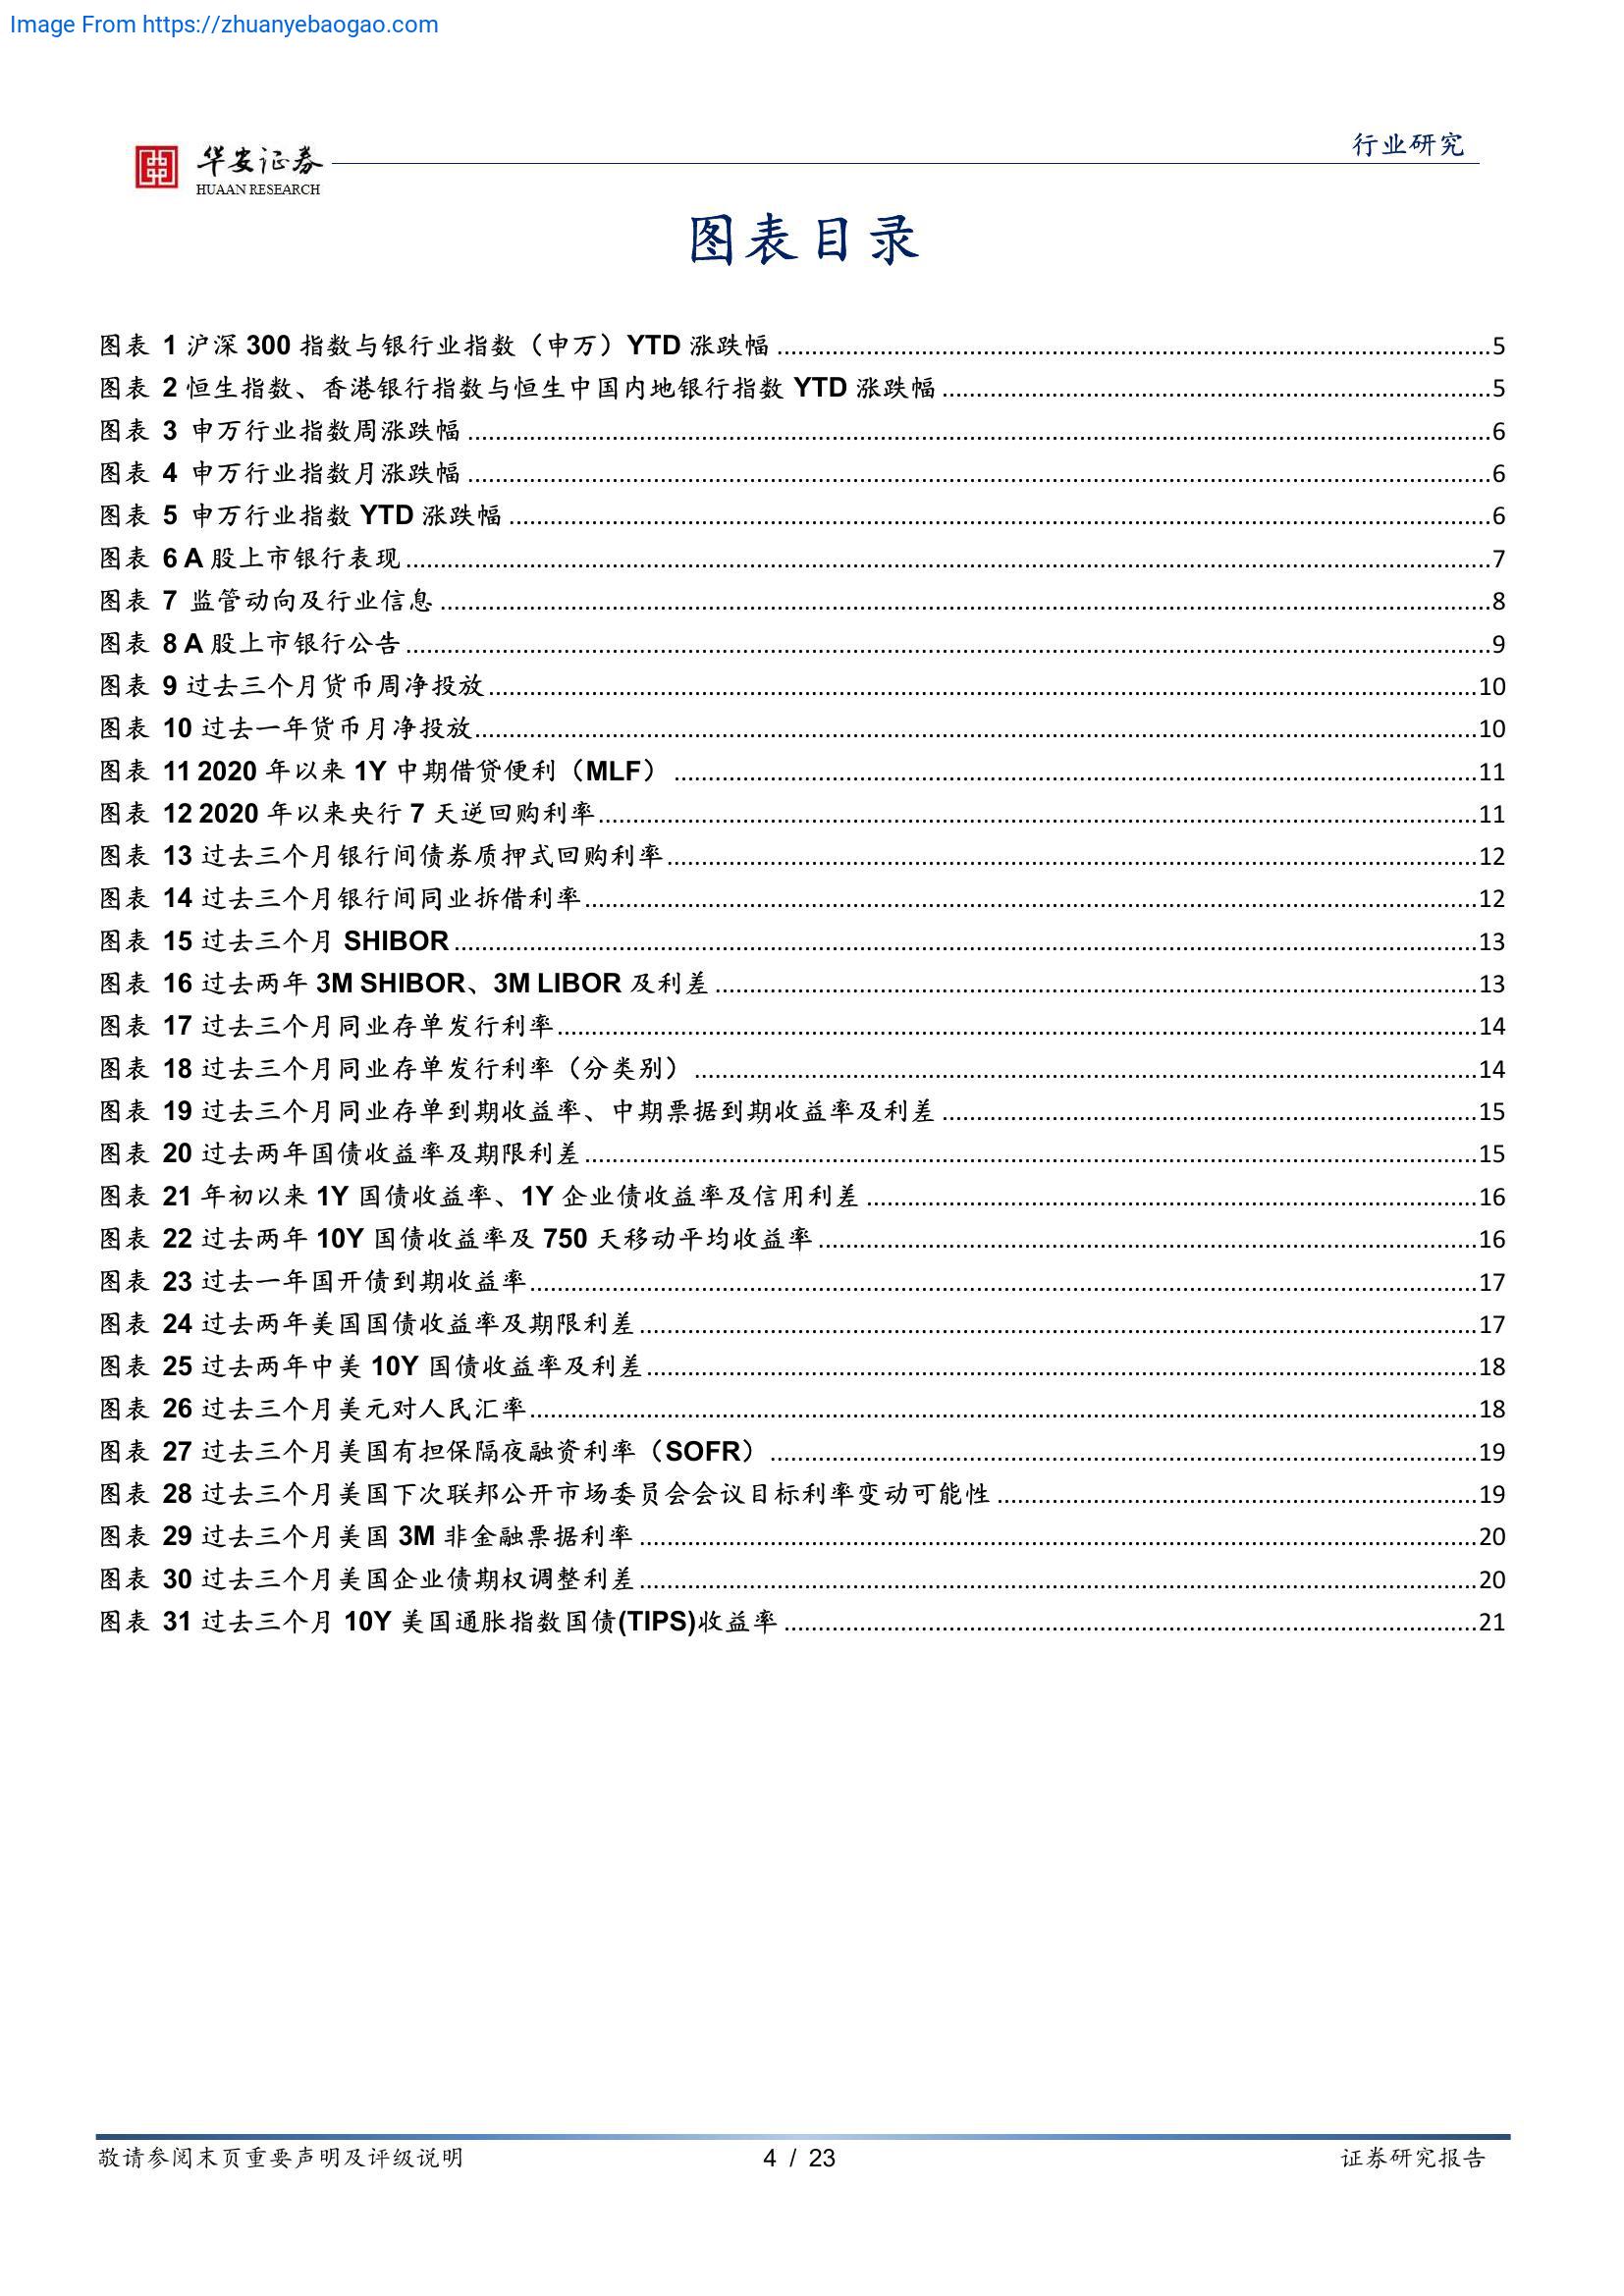 Image From https://zhuanyebaogao.com
华安证券
HUAAN RESEARCH
行业研究
图表目录
图表 1 沪深 300 指数与银行业指数（申万）YTD 涨跌幅 ........ 5
图表 2 恒生指数、香港银行指数与恒生中国内地银行指数 YTD 涨跌幅 ........ 5
图表 3 申万行业指数周涨跌幅 ........ 6
图表 4 申万行业指数月涨跌幅 ........ 6
图表 5 申万行业指数 YTD 涨跌幅 ........ 6
图表 6 A 股上市银行表现 ........ 7
图表 7 监管动向及行业信息 ........ 8
图表 8 A 股上市银行公告 ........ 9
图表 9 过去三个月货币周净投放 ........ 10
图表 10 过去一年货币月净投放 ........ 10
图表 11 2020 年以来 1Y 中期借贷便利（MLF） ........ 11
图表 12 2020 年以来央行 7 天逆回购利率 ........ 11
图表 13 过去三个月银行间债券质押式回购利率 ........ 12
图表 14 过去三个月银行间同业拆借利率 ........ 12
图表 15 过去三个月 SHIBOR ........ 13
图表 16 过去两年 3M SHIBOR、3M LIBOR 及利差 ........ 13
图表 17 过去三个月同业存单发行利率 ........ 14
图表 18 过去三个月同业存单发行利率（分类别） ........ 14
图表 19 过去三个月同业存单到期收益率、中期票据到期收益率及利差 ........ 15
图表 20 过去两年国债收益率及期限利差 ........ 15
图表 21 年初以来 1Y 国债收益率、1Y 企业债收益率及信用利差 ........ 16
图表 22 过去两年 10Y 国债收益率及 750 天移动平均收益率 ........ 16
图表 23 过去一年国开债到期收益率 ........ 17
图表 24 过去两年美国国债收益率及期限利差 ........ 17
图表 25 过去两年中美 10Y 国债收益率及利差 ........ 18
图表 26 过去三个月美元对人民汇率 ........ 18
图表 27 过去三个月美国有担保隔夜融资利率（SOFR） ........ 19
图表 28 过去三个月美国下次联邦公开市场委员会会议目标利率变动可能性 ........ 19
图表 29 过去三个月美国 3M 非金融票据利率 ........ 20
图表 30 过去三个月美国企业债期权调整利差 ........ 20
图表 31 过去三个月 10Y 美国通胀指数国债(TIPS)收益率 ........ 21
敬请参阅末页重要声明及评级说明
4 / 23
证券研究报告